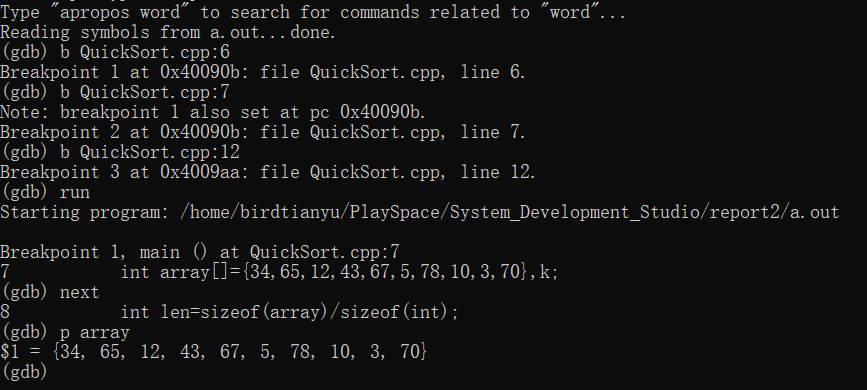 Type "apropos word" to search for commands related to "word"...
Reading symbols from a.out...done.
(gdb) b QuickSort.cpp:6
Breakpoint 1 at 0x40090b: file QuickSort.cpp, line 6.
(gdb) b QuickSort.cpp:7
Note: breakpoint 1 also set at pc 0x40090b.
Breakpoint 2 at 0x40090b: file QuickSort.cpp, line 7.
(gdb) b QuickSort.cpp:12
Breakpoint 3 at 0x4009aa: file QuickSort.cpp, line 12.
(gdb) run
Starting program: /home/birdtianyu/PlaySpace/System_Development_Studio/report2/a.out

Breakpoint 1, main () at QuickSort.cpp:7
7           int array[]={34,65,12,43,67,5,78,10,3,70},k;
(gdb) next
8           int len=sizeof(array)/sizeof(int);
(gdb) p array
$1 = {34, 65, 12, 43, 67, 5, 78, 10, 3, 70}
(gdb)